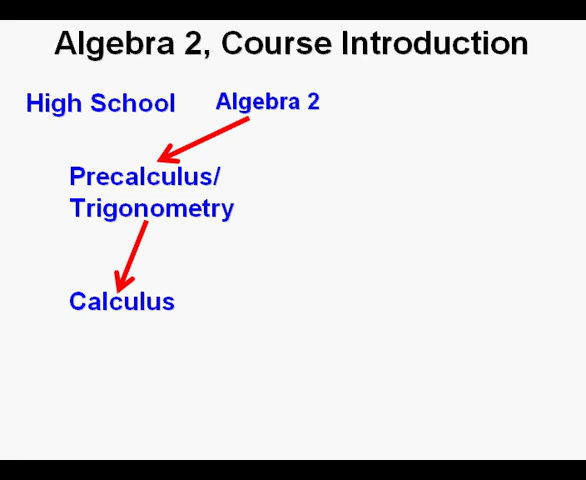 Algebra 2, Course Introduction
High School Algebra 2
Precalculus/
Trigonometry
Calculus